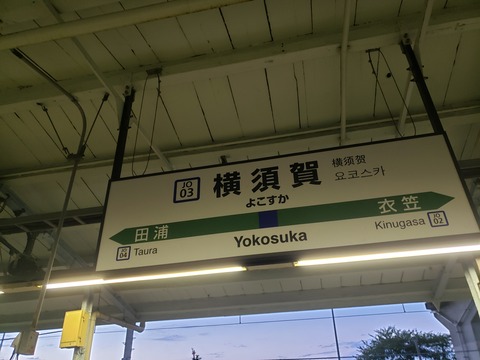 JO
03
横須賀
よこすか
横须贺
요코스카
田浦
衣笠
JO
04
Taura
Yokosuka
Kinugasa
JO
02